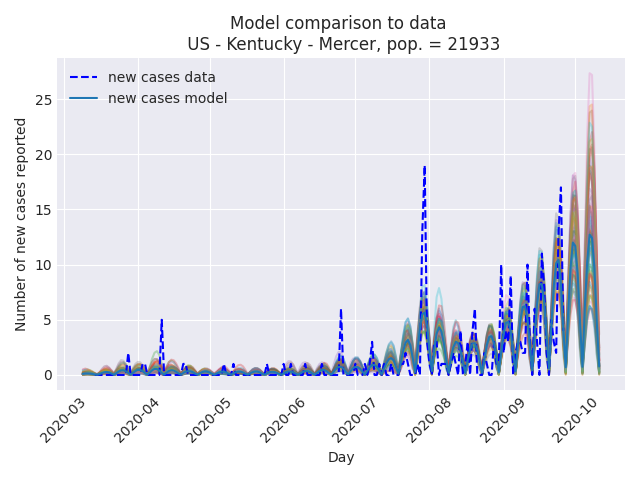 Model comparison to data
US - Kentucky - Mercer, pop. = 21933
new cases data
new cases model
Number of new cases reported
25
20
15
10
5
0
2020-03
2020-04
2020-05
2020-06
2020-07
2020-08
2020-09
2020-10
Day